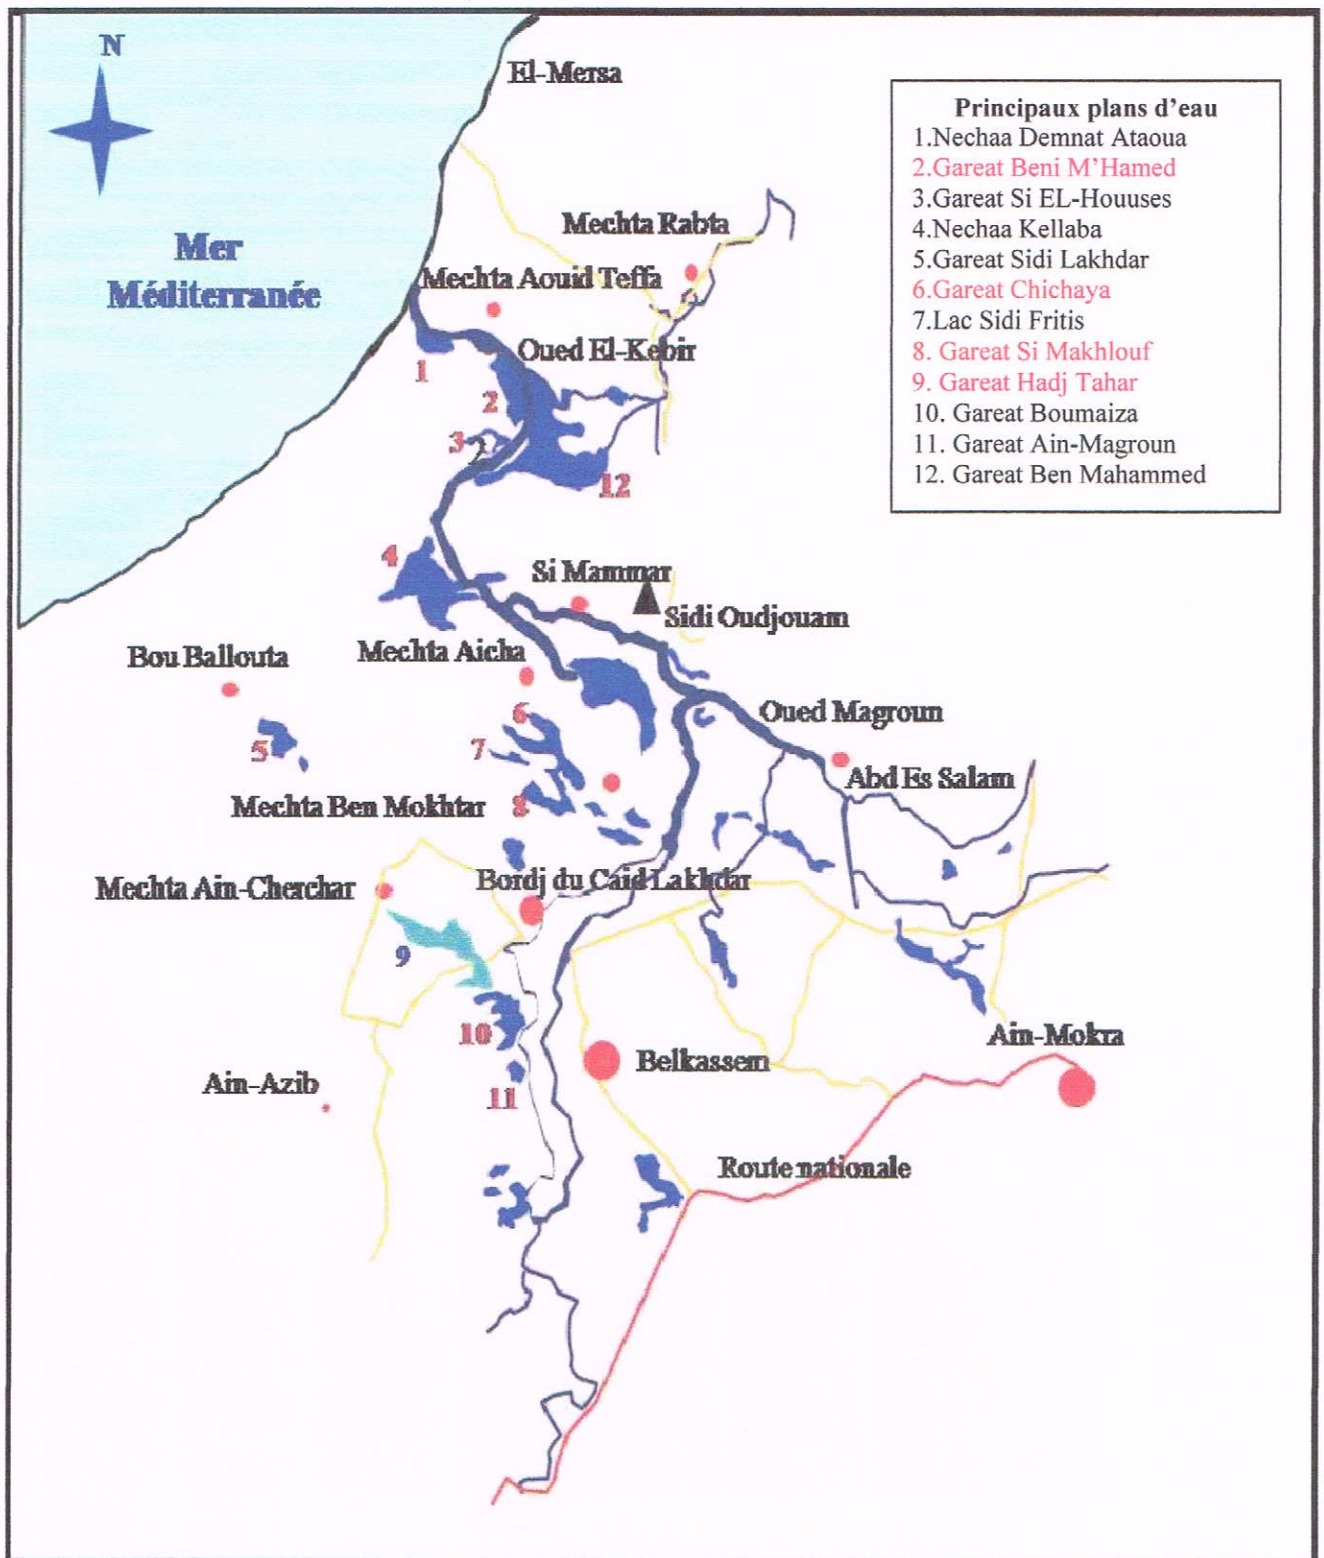 N
El-Mersa
Principaux plans d'eau
1.Nechaa Demnat Ataoua
2.Gareat Beni M'Hamed
3.Gareat Si EL-Houuses
4.Nechaa Kellaba
5.Gareat Sidi Lakhdar
6.Gareat Chichaya
7.Lac Sidi Fritis
8. Gareat Si Makhlouf
9. Gareat Hadj Tahar
10. Gareat Boumaiza
11. Gareat Ain-Magroun
12. Gareat Ben Mahammed
Mer
Méditerranée
Mechta Rabta
Mechta Aouid Teffa
Oued El-Kebir
1
2
3
12
4
Si Mammar
Sidi Oudjouam
Bou Ballouta
Mechta Aicha
6
Oued Magroun
5
7
Abd Es Salam
Mechta Ben Mokhtar
8
Mechta Ain-Cherchar
Bordj du Caid Lakhdar
9
10
Ain-Mokra
Belkassem
Ain-Azib
11
Route nationale